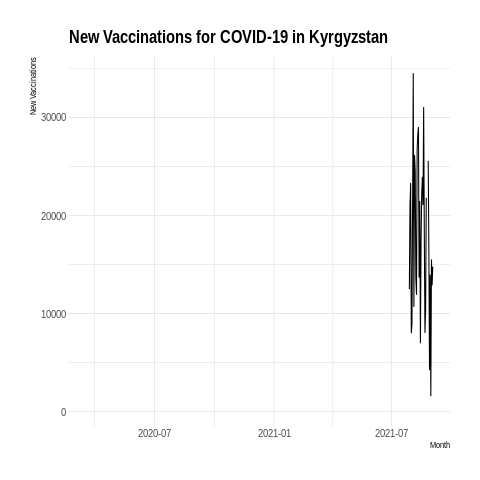 New Vaccinations for COVID-19 in Kyrgyzstan
New Vaccinations
30000
20000
10000
0
2020-07
2021-01
2021-07
Month